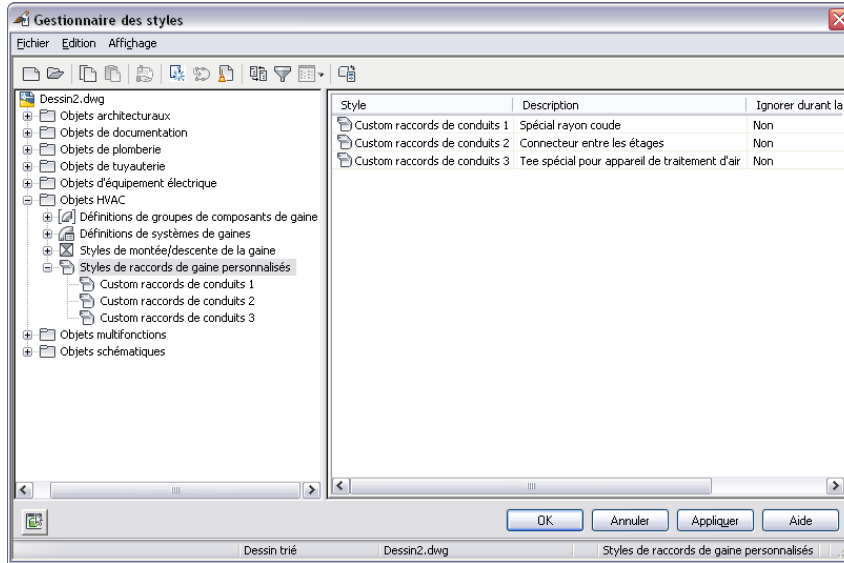 Gestionnaire des styles
Fichier Edition Affichage
Dessin2.dwg
Objets architecturaux
Objets de documentation
Objets de plomberie
Objets de tuyauterie
Objets d'équipement électrique
Objets HVAC
Définitions de groupes de composants de gaine
Définitions de systèmes de gaines
Styles de montée/descente de la gaine
Styles de raccords de gaine personnalisés
Custom raccords de conduits 1
Custom raccords de conduits 2
Custom raccords de conduits 3
Objets multifonctions
Objets schématiques
Style Description Ignorer durant la
Custom raccords de conduits 1 Spécial rayon coude Non
Custom raccords de conduits 2 Connecteur entre les étages Non
Custom raccords de conduits 3 Tee spécial pour appareil de traitement d'air Non
OK Annuler Appliquer Aide
Dessin trié Dessin2.dwg Styles de raccords de gaine personnalisés